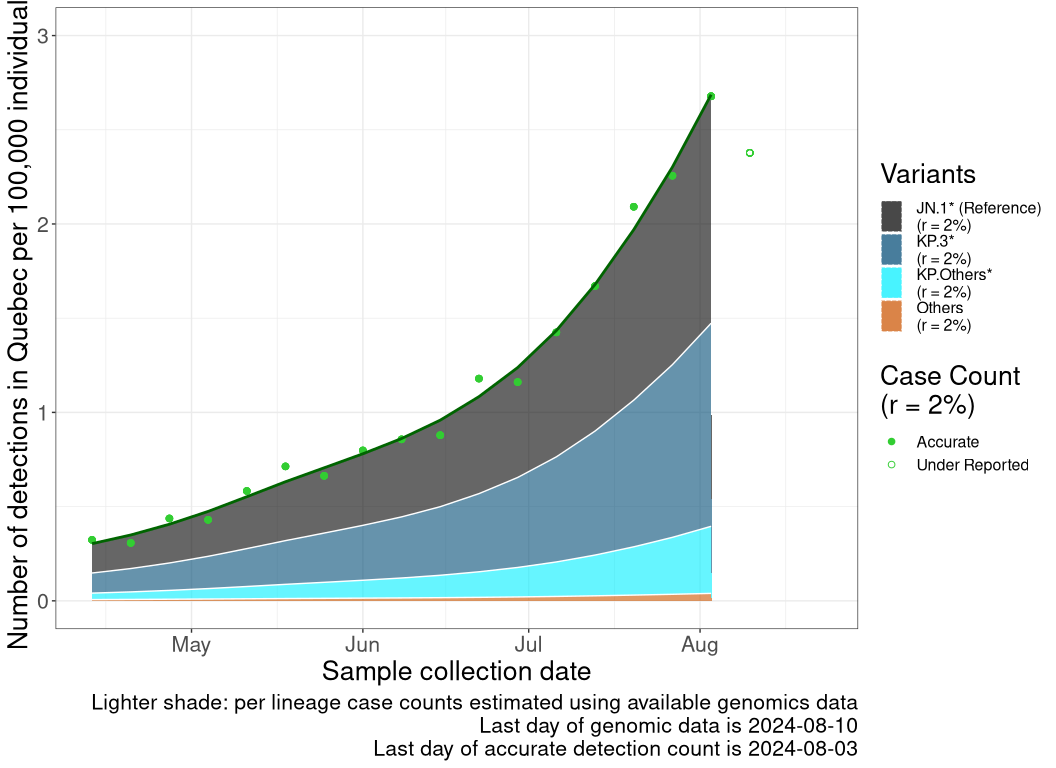 Number of detections in Quebec per 100,000 individual
3
2
1
0
May
Jun
Jul
Aug
Sample collection date
Lighter shade: per lineage case counts estimated using available genomics data
Last day of genomic data is 2024-08-10
Last day of accurate detection count is 2024-08-03
Variants
JN.1* (Reference)
(r = 2%)
KP.3*
(r = 2%)
KP.Others*
(r = 2%)
Others
(r = 2%)
Case Count
(r = 2%)
Accurate
Under Reported